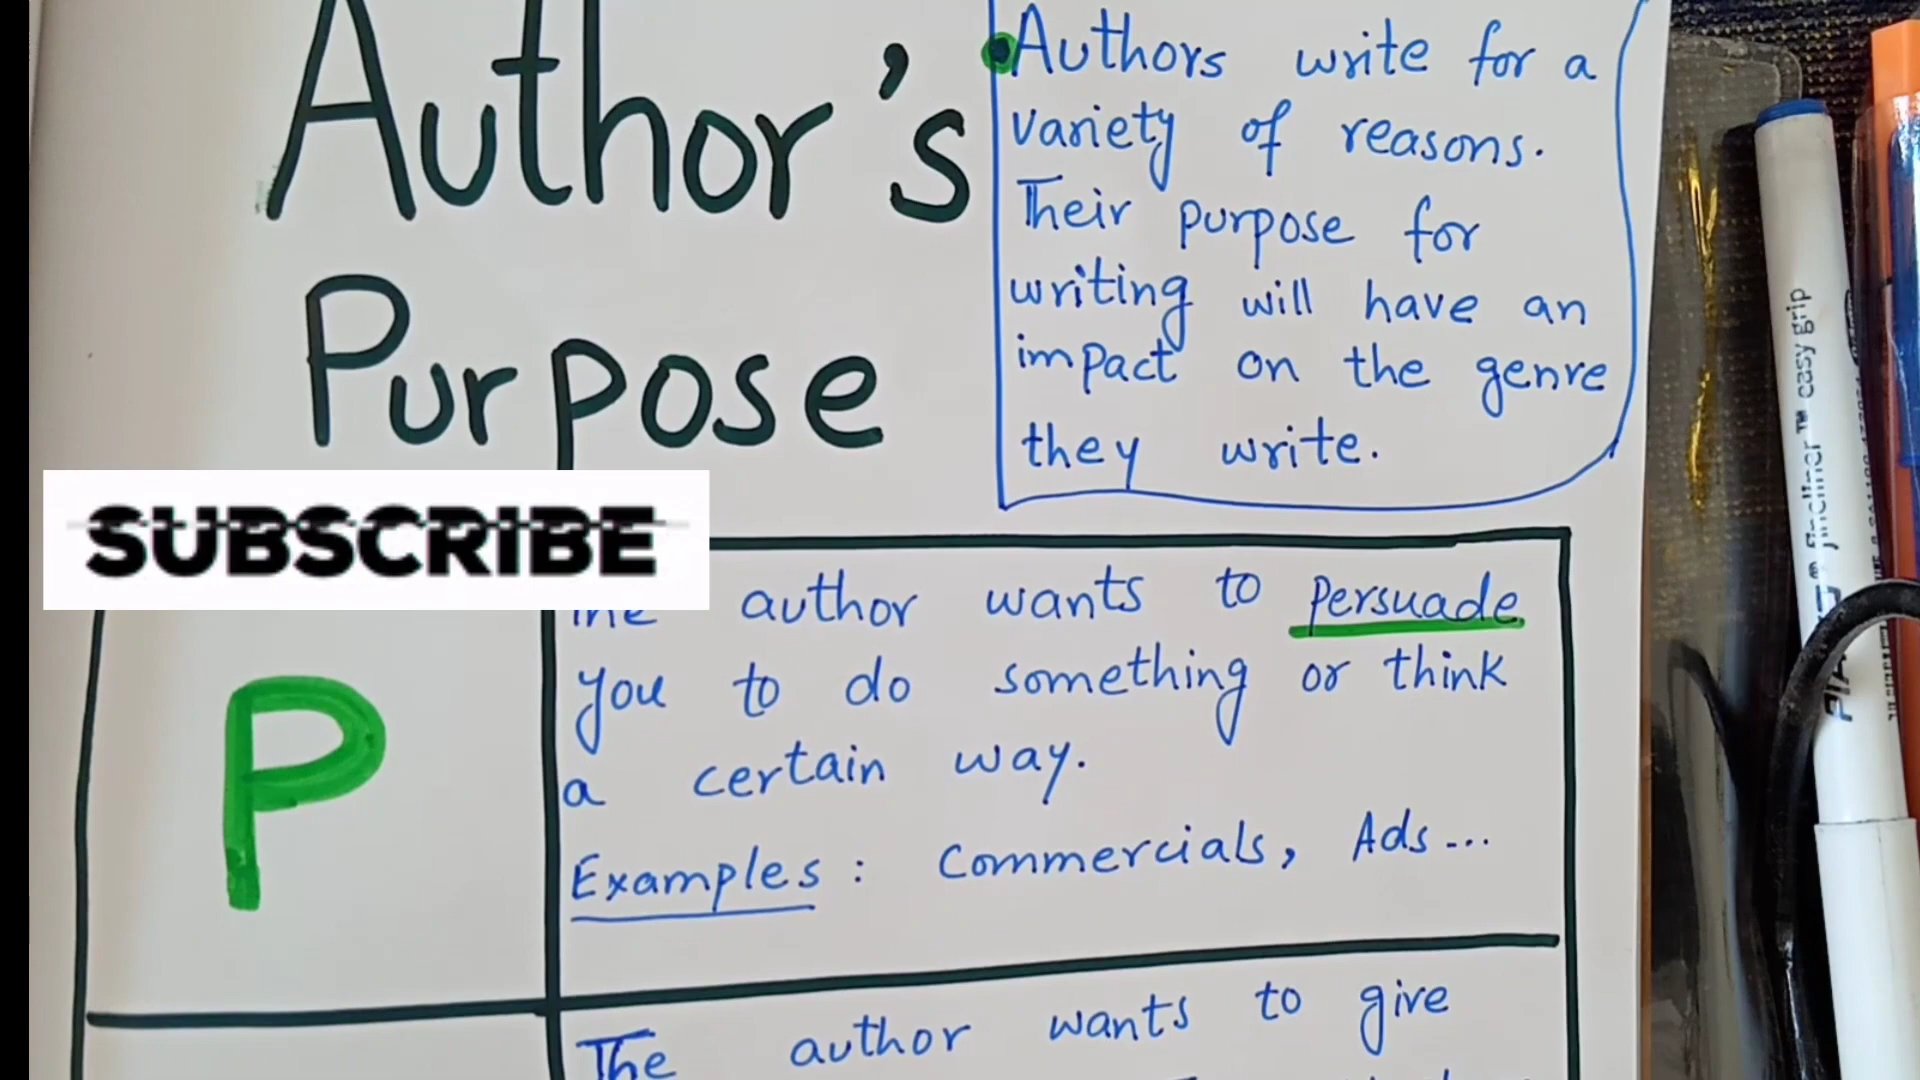 Author's
Purpose
Authors write for a
variety of reasons.
Their purpose for
writing will have an
impact on the genre
they write.
SUBSCRIBE
P
The author wants to persuade
you to do something or think
a certain way.
Examples: Commercials, Ads...
The author wants to give
fineliner™ easy grip